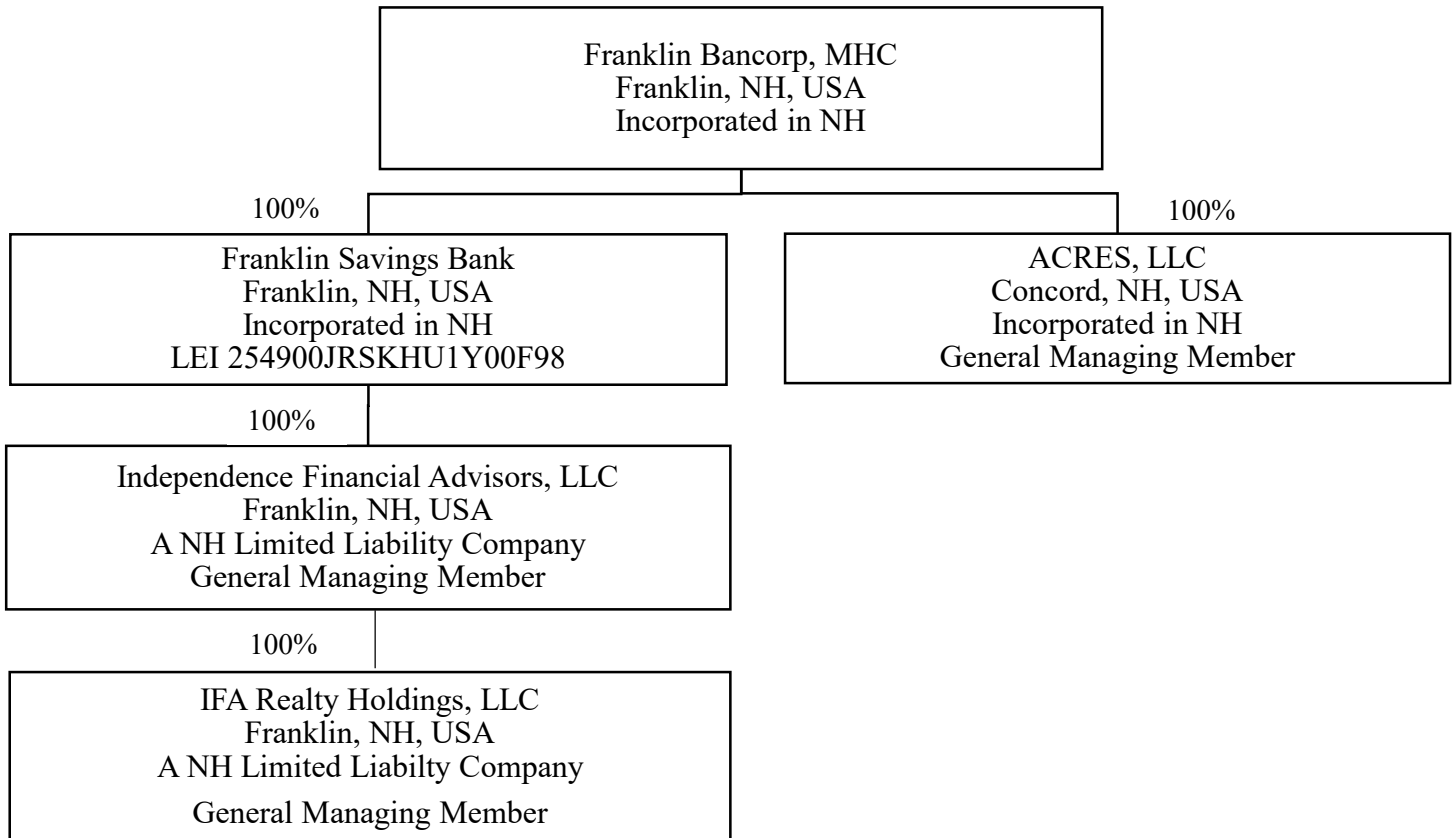 Franklin Bancorp, MHC
Franklin, NH, USA
Incorporated in NH
100%
100%
Franklin Savings Bank
Franklin, NH, USA
Incorporated in NH
LEI 254900JRSKHU1Y00F98
ACRES, LLC
Concord, NH, USA
Incorporated in NH
General Managing Member
100%
Independence Financial Advisors, LLC
Franklin, NH, USA
A NH Limited Liability Company
General Managing Member
100%
IFA Realty Holdings, LLC
Franklin, NH, USA
A NH Limited Liabilty Company
General Managing Member